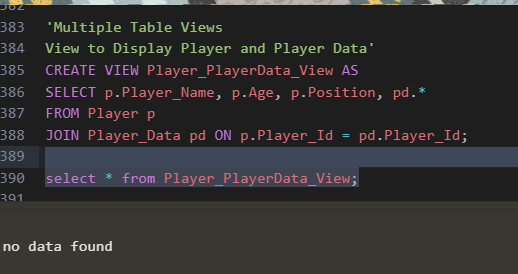 382
383 'Multiple Table Views
384 View to Display Player and Player Data'
385 CREATE VIEW Player_PlayerData_View AS
386 SELECT p.Player_Name, p.Age, p.Position, pd.*
387 FROM Player p
388 JOIN Player_Data pd ON p.Player_Id = pd.Player_Id;
389
390 select * from Player_PlayerData_View;
391
no data found